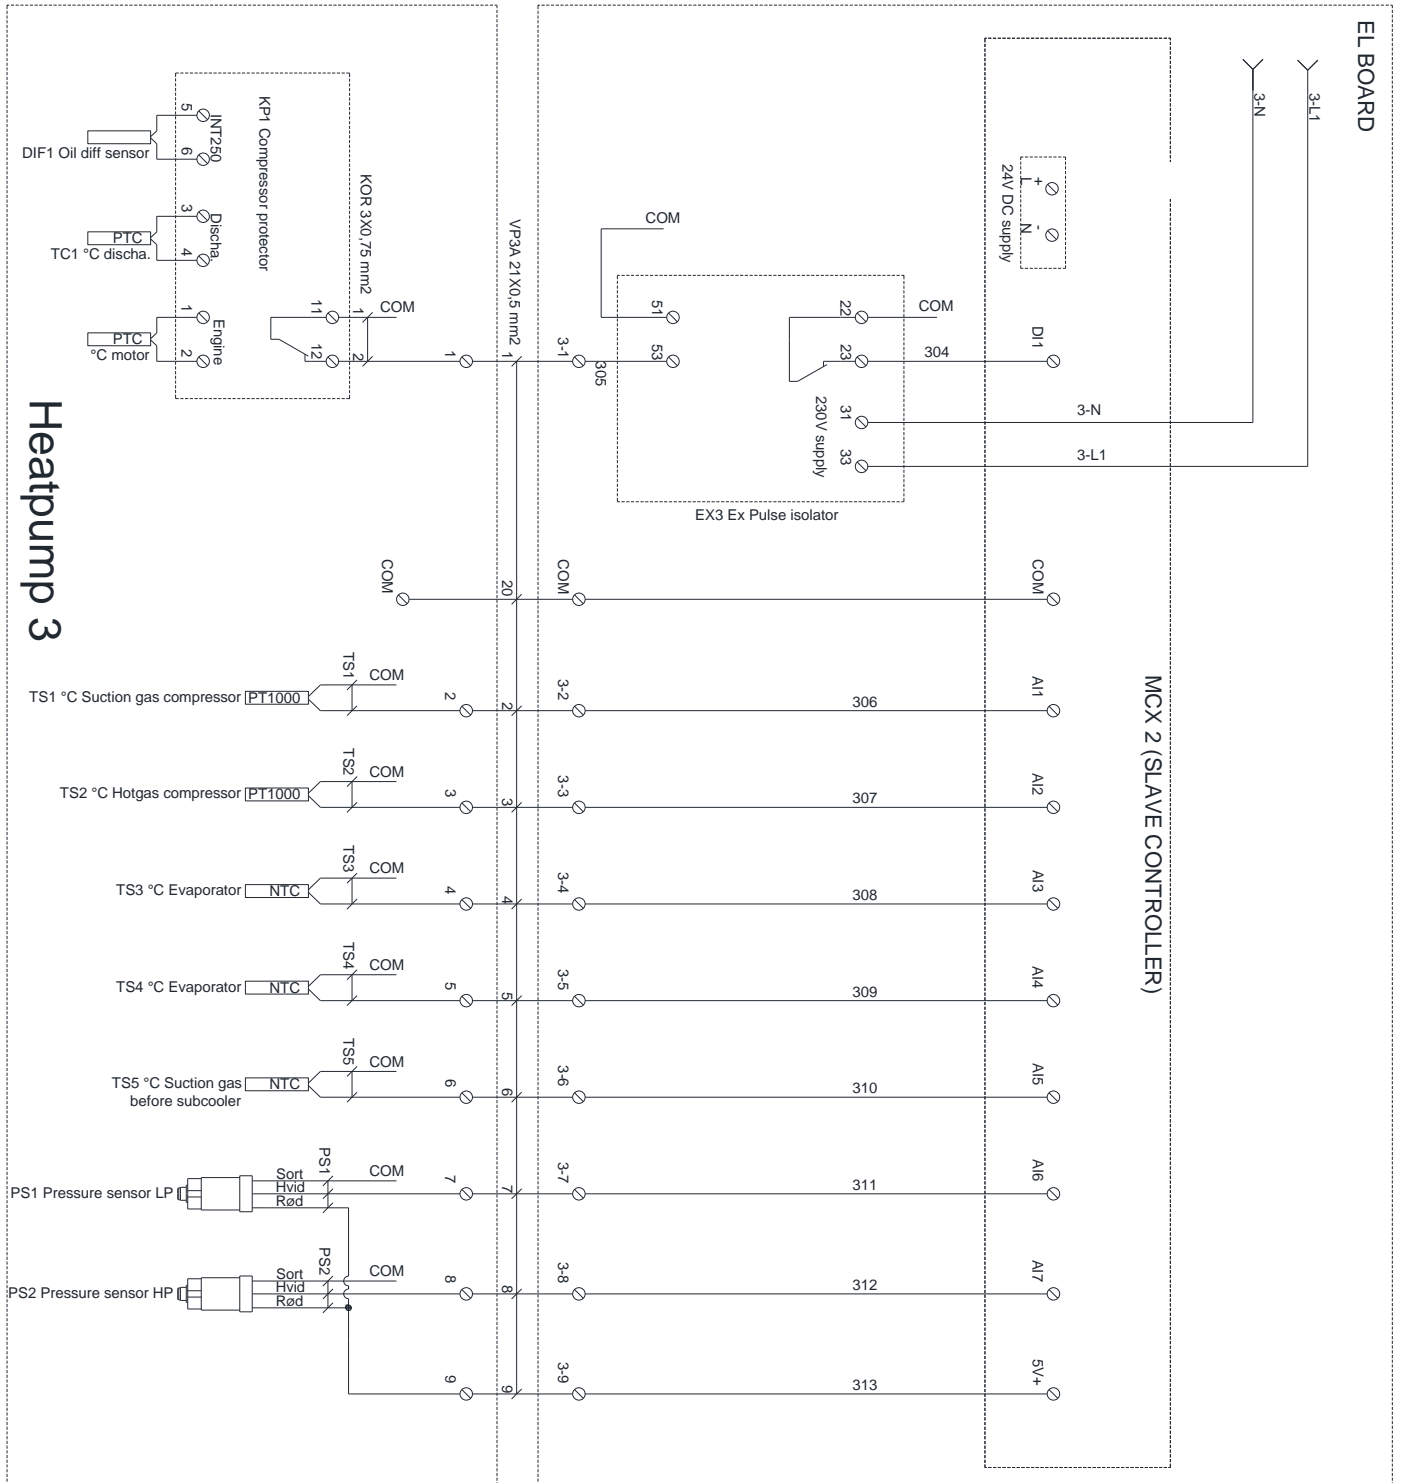 EL BOARD
3-N
3-L1
24V DC supply
L +
N -
MCX 2 (SLAVE CONTROLLER)
KP1 Compressor protector
INT250
5
6
DIF1 Oil diff sensor
Discha.
3
4
PTC
TC1 °C discha.
Engine
1
2
PTC
°C motor
11
12
KOR 3X0,75 mm2
1
2
COM
1
VP3A 21X0,5 mm2
1
3-1
305
COM
51
53
22
23
COM
304
DI1
31
33
230V supply
3-N
3-L1
EX3 Ex Pulse isolator
Heatpump 3
COM
20
COM
COM
TS1 °C Suction gas compressor
PT1000
TS1
COM
2
2
3-2
306
AI1
TS2 °C Hotgas compressor
PT1000
TS2
COM
3
3
3-3
307
AI2
TS3 °C Evaporator
NTC
TS3
COM
4
4
3-4
308
AI3
TS4 °C Evaporator
NTC
TS4
COM
5
5
3-5
309
AI4
TS5 °C Suction gas
before subcooler
NTC
TS5
COM
6
6
3-6
310
AI5
PS1 Pressure sensor LP
Sort
Hvid
Rød
PS1
COM
7
7
3-7
311
AI6
PS2 Pressure sensor HP
Sort
Hvid
Rød
PS2
COM
8
8
3-8
312
AI7
9
9
3-9
313
5V+